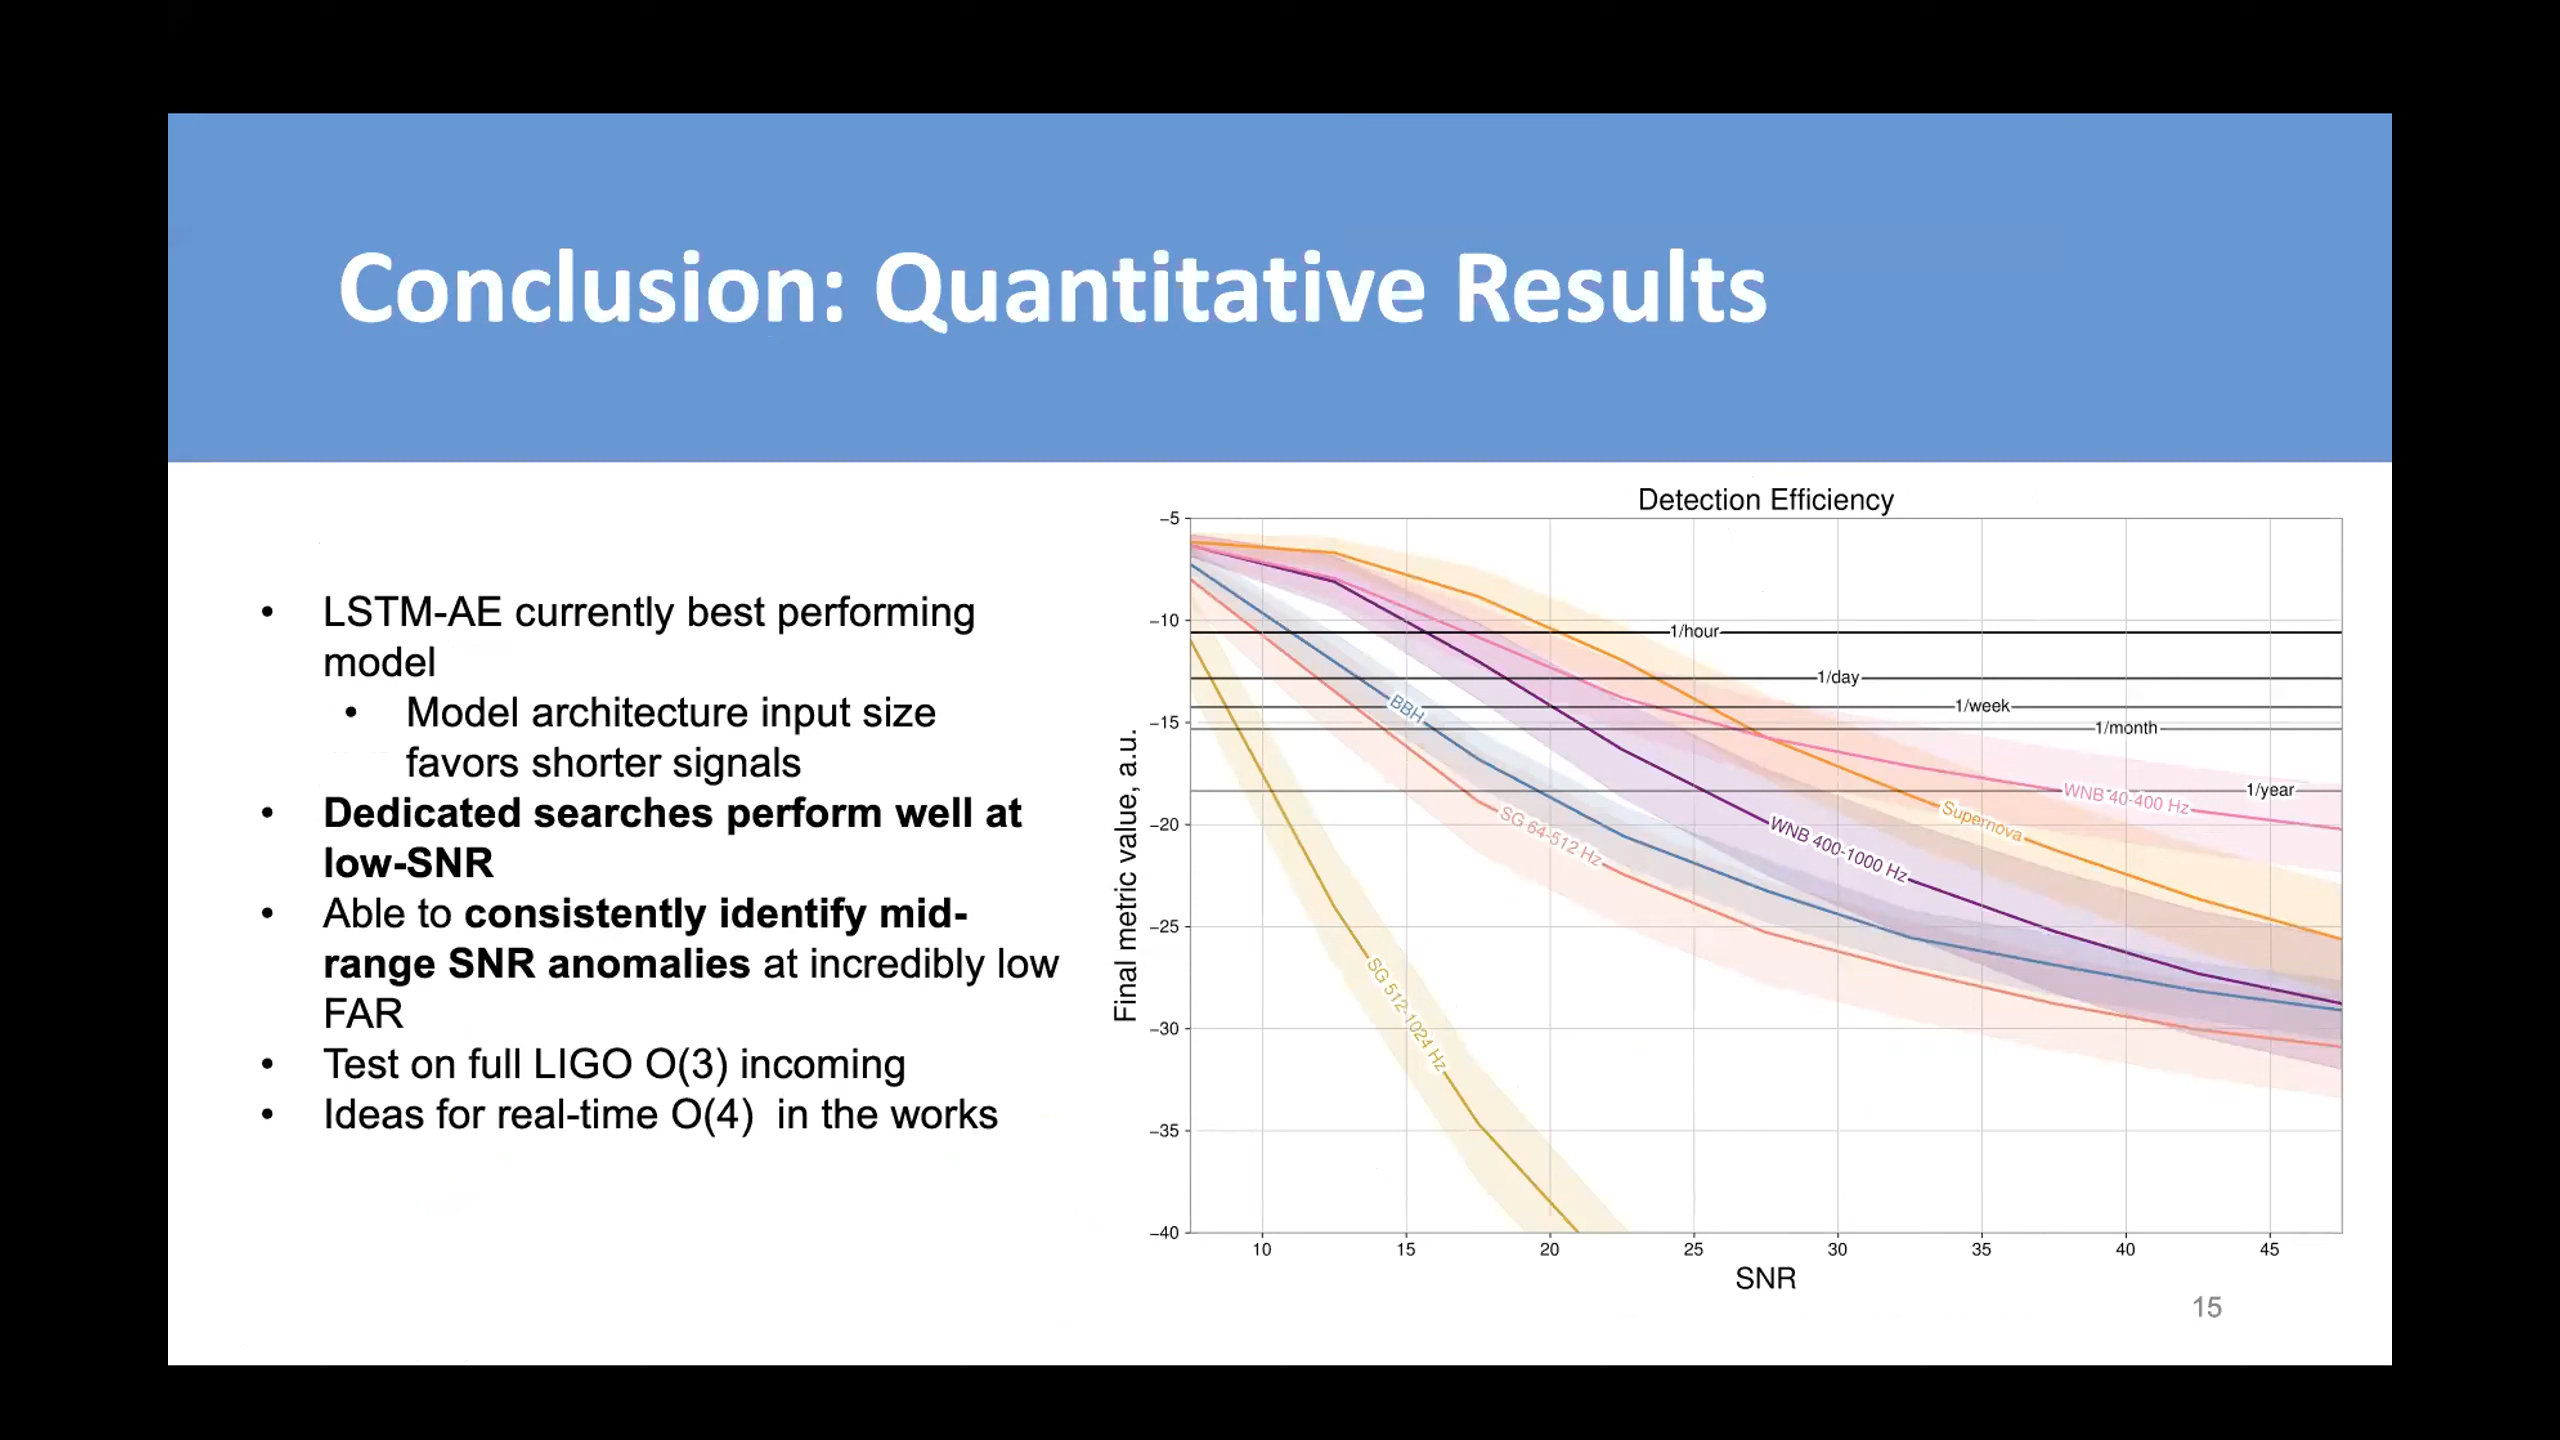 Conclusion: Quantitative Results
• LSTM-AE currently best performing
model
• Model architecture input size
favors shorter signals
• Dedicated searches perform well at
low-SNR
• Able to consistently identify mid-
range SNR anomalies at incredibly low
FAR
• Test on full LIGO O(3) incoming
• Ideas for real-time O(4)  in the works
Detection Efficiency
Final metric value, a.u.
−5
−10
−15
−20
−25
−30
−35
−40
1/hour
1/day
1/week
1/month
1/year
BBH
SG 64-512 Hz
SG 512-1024 Hz
WNB 400-1000 Hz
Supernova
WNB 40-400 Hz
10
15
20
25
30
35
40
45
SNR
15